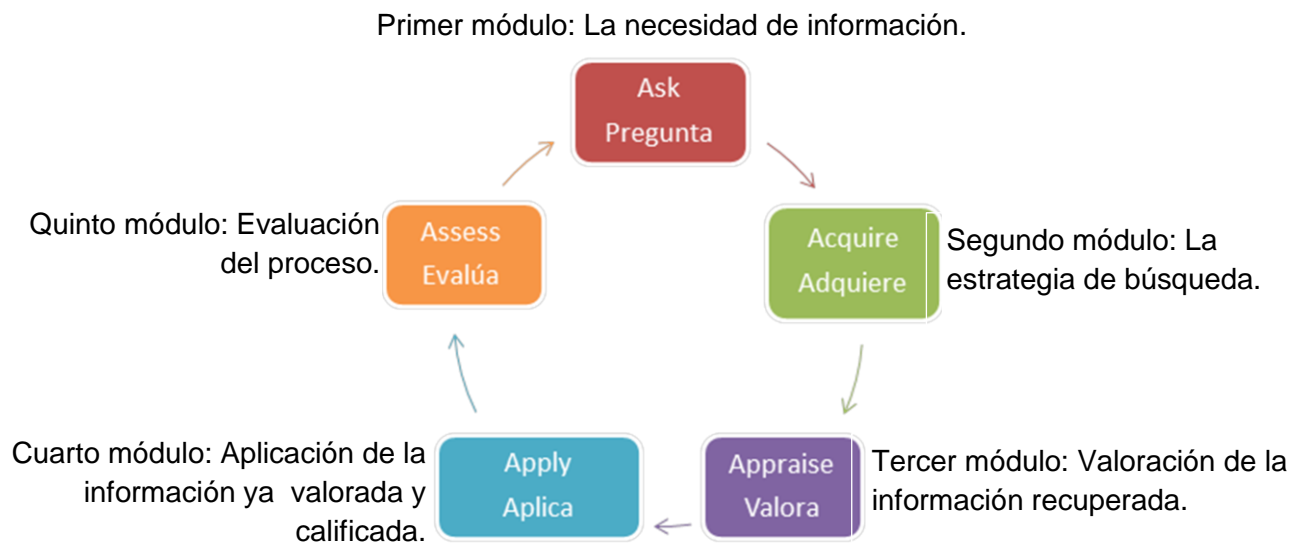 Primer módulo: La necesidad de información.
Ask
Pregunta
Acquire
Adquiere
Segundo módulo: La
estrategia de búsqueda.
Appraise
Valora
Tercer módulo: Valoración de la
información recuperada.
Apply
Aplica
Cuarto módulo: Aplicación de la
información ya  valorada y
calificada.
Assess
Evalúa
Quinto módulo: Evaluación
del proceso.